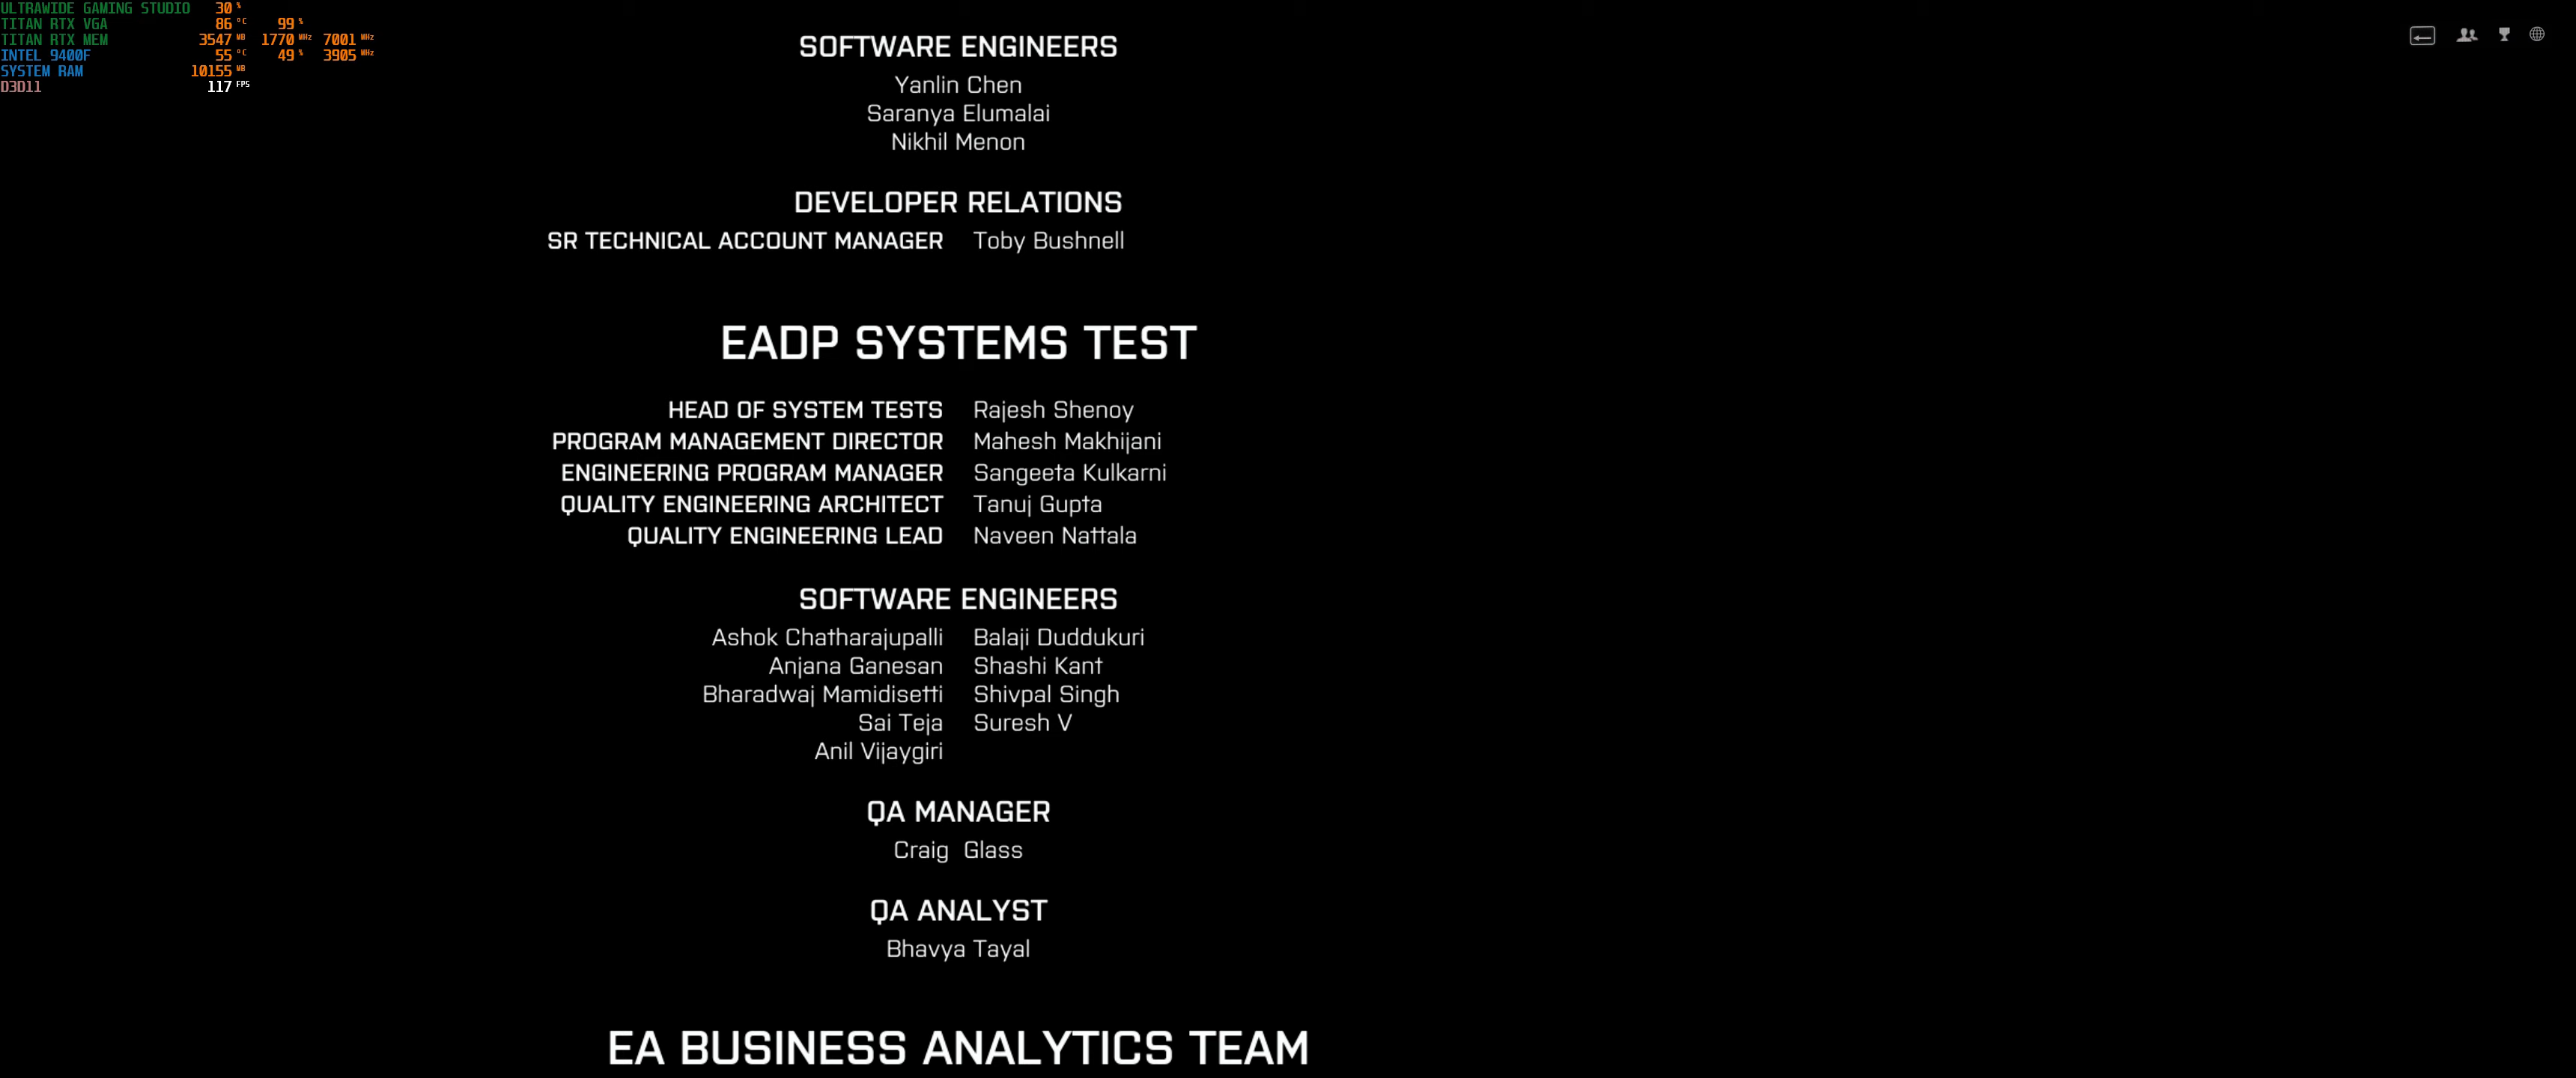 ULTRAWIDE GAMING STUDIO 30 %
TITAN RTX VGA 86 °C 99 %
TITAN RTX MEM 3547 MB 1770 MHz 7001 MHz
INTEL 9400F 55 °C 49 % 3905 MHz
SYSTEM RAM 10155 MB
D3D11 117 FPS
SOFTWARE ENGINEERS
Yanlin Chen
Saranya Elumalai
Nikhil Menon
DEVELOPER RELATIONS
SR TECHNICAL ACCOUNT MANAGER Toby Bushnell
EADP SYSTEMS TEST
HEAD OF SYSTEM TESTS Rajesh Shenoy
PROGRAM MANAGEMENT DIRECTOR Mahesh Makhijani
ENGINEERING PROGRAM MANAGER Sangeeta Kulkarni
QUALITY ENGINEERING ARCHITECT Tanuj Gupta
QUALITY ENGINEERING LEAD Naveen Nattala
SOFTWARE ENGINEERS
Ashok Chatharajupalli Balaji Duddukuri
Anjana Ganesan Shashi Kant
Bharadwaj Mamidisetti Shivpal Singh
Sai Teja Suresh V
Anil Vijaygiri
QA MANAGER
Craig  Glass
QA ANALYST
Bhavya Tayal
EA BUSINESS ANALYTICS TEAM